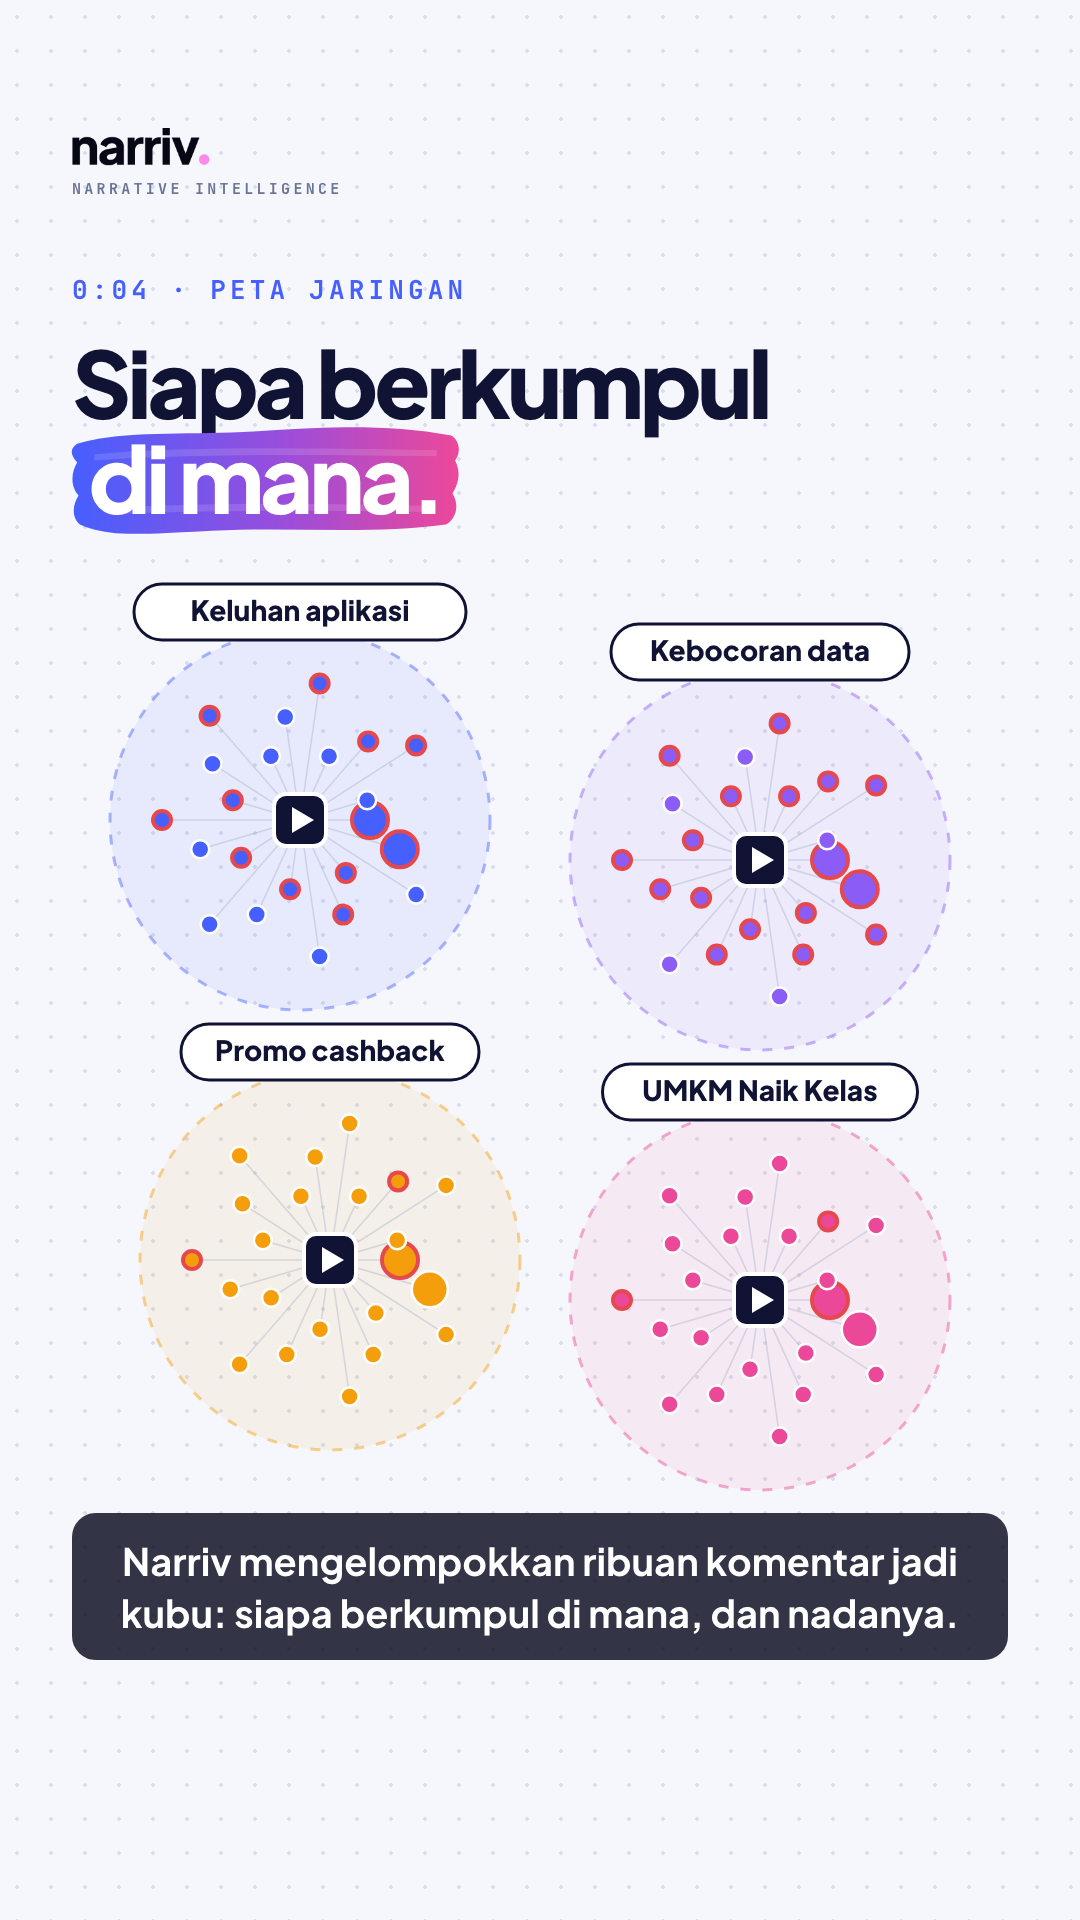 narriv.
NARRATIVE INTELLIGENCE
0:04 · PETA JARINGAN
Siapa berkumpul
di mana.
Keluhan aplikasi
Kebocoran data
Promo cashback
UMKM Naik Kelas
Narriv mengelompokkan ribuan komentar jadi
kubu: siapa berkumpul di mana, dan nadanya.